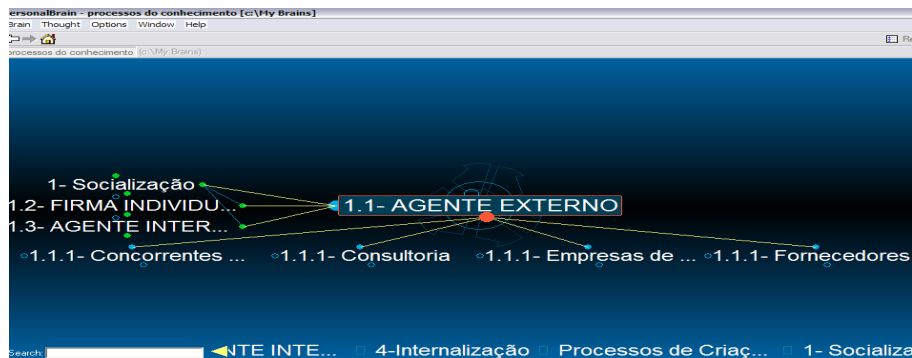 ersonalBrain - processos do conhecimento [c:\My Brains]
Brain Thought Options Window Help
Re
processos do conhecimento (c:\My Brains)
1- Socialização
1.2- FIRMA INDIVIDU...
1.1- AGENTE EXTERNO
1.3- AGENTE INTER...
1.1.1- Concorrentes ... 1.1.1- Consultoria 1.1.1- Empresas de ... 1.1.1- Fornecedores
Search: NTE INTE... 4-Internalização Processos de Criaç... 1- Socializa